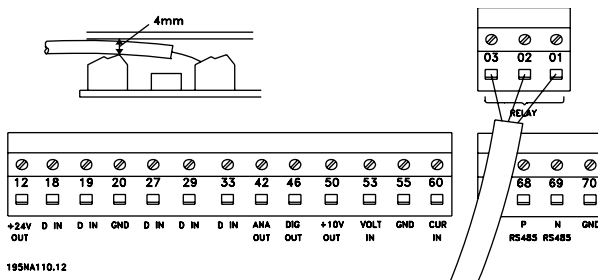 4mm
03 02 01
RELAY
12 18 19 20 27 29 33 42 46 50 53 55 60
68 69 70
+24V OUT D IN D IN GND D IN D IN D IN ANA OUT DIG OUT +10V OUT VOLT IN GND CUR IN
P RS485 N RS485 GND
195NA110.12